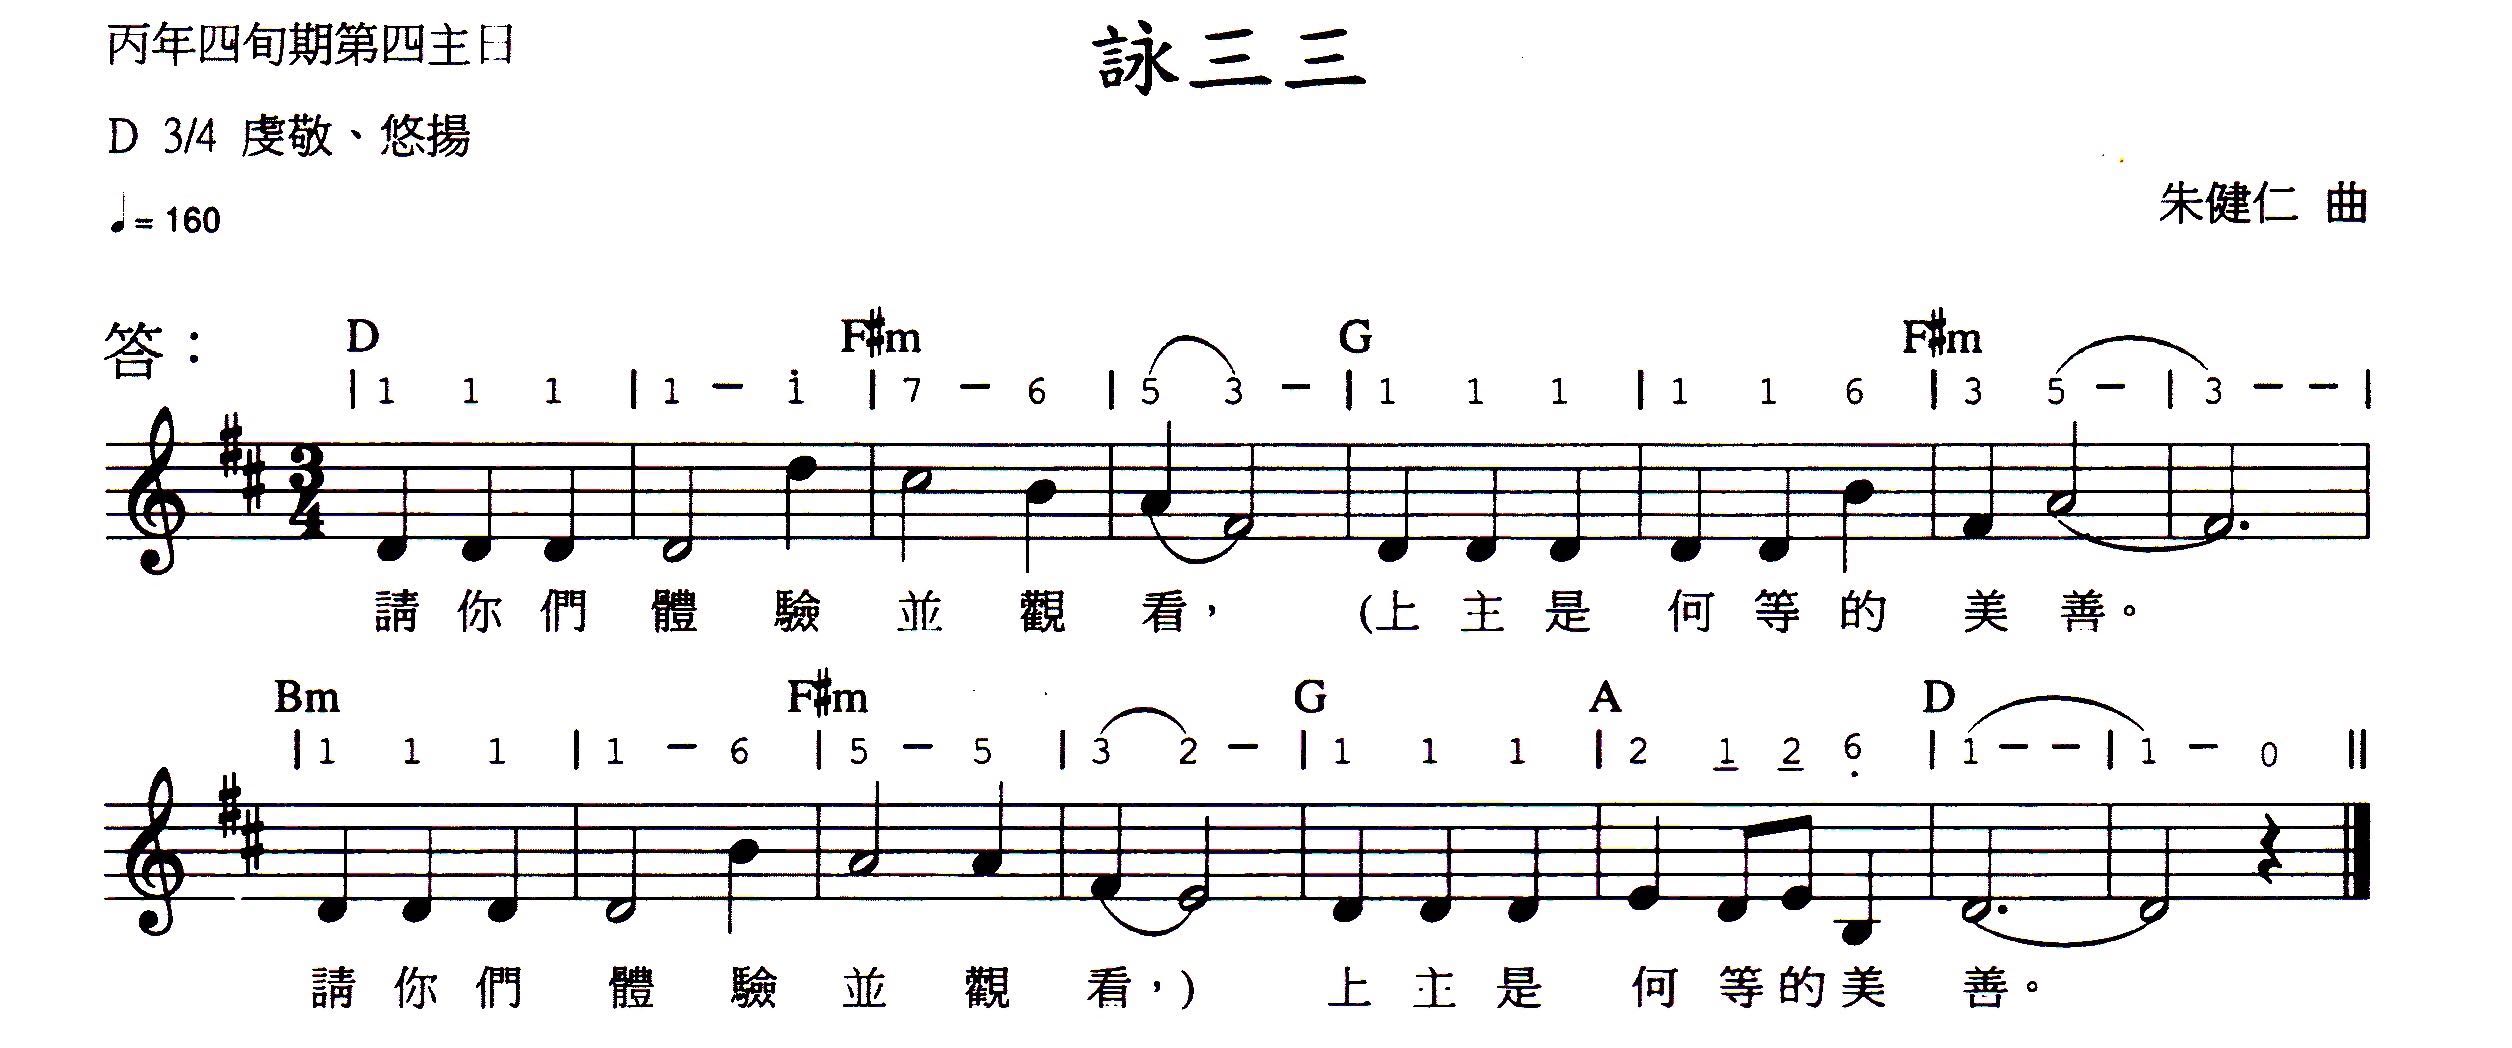 丙年四旬期第四主日
詠三三
D 3/4 虔敬、悠揚
朱健仁 曲
♩= 160
答：
D F#m G F#m
| 1 1 1 | 1 – i | 7 – 6 | 5 3 – | 1 1 1 | 1 1 6 | 3 5 – | 3 – – |
3
4
請你們體驗並觀看，(上主是何等的美善。
Bm F#m G A D
| 1 1 1 | 1 – 6 | 5 – 5 | 3 2 – | 1 1 1 | 2 1 2 6 | 1 – – | 1 – 0 ||
請你們體驗並觀看，) 上主是何等的美善。